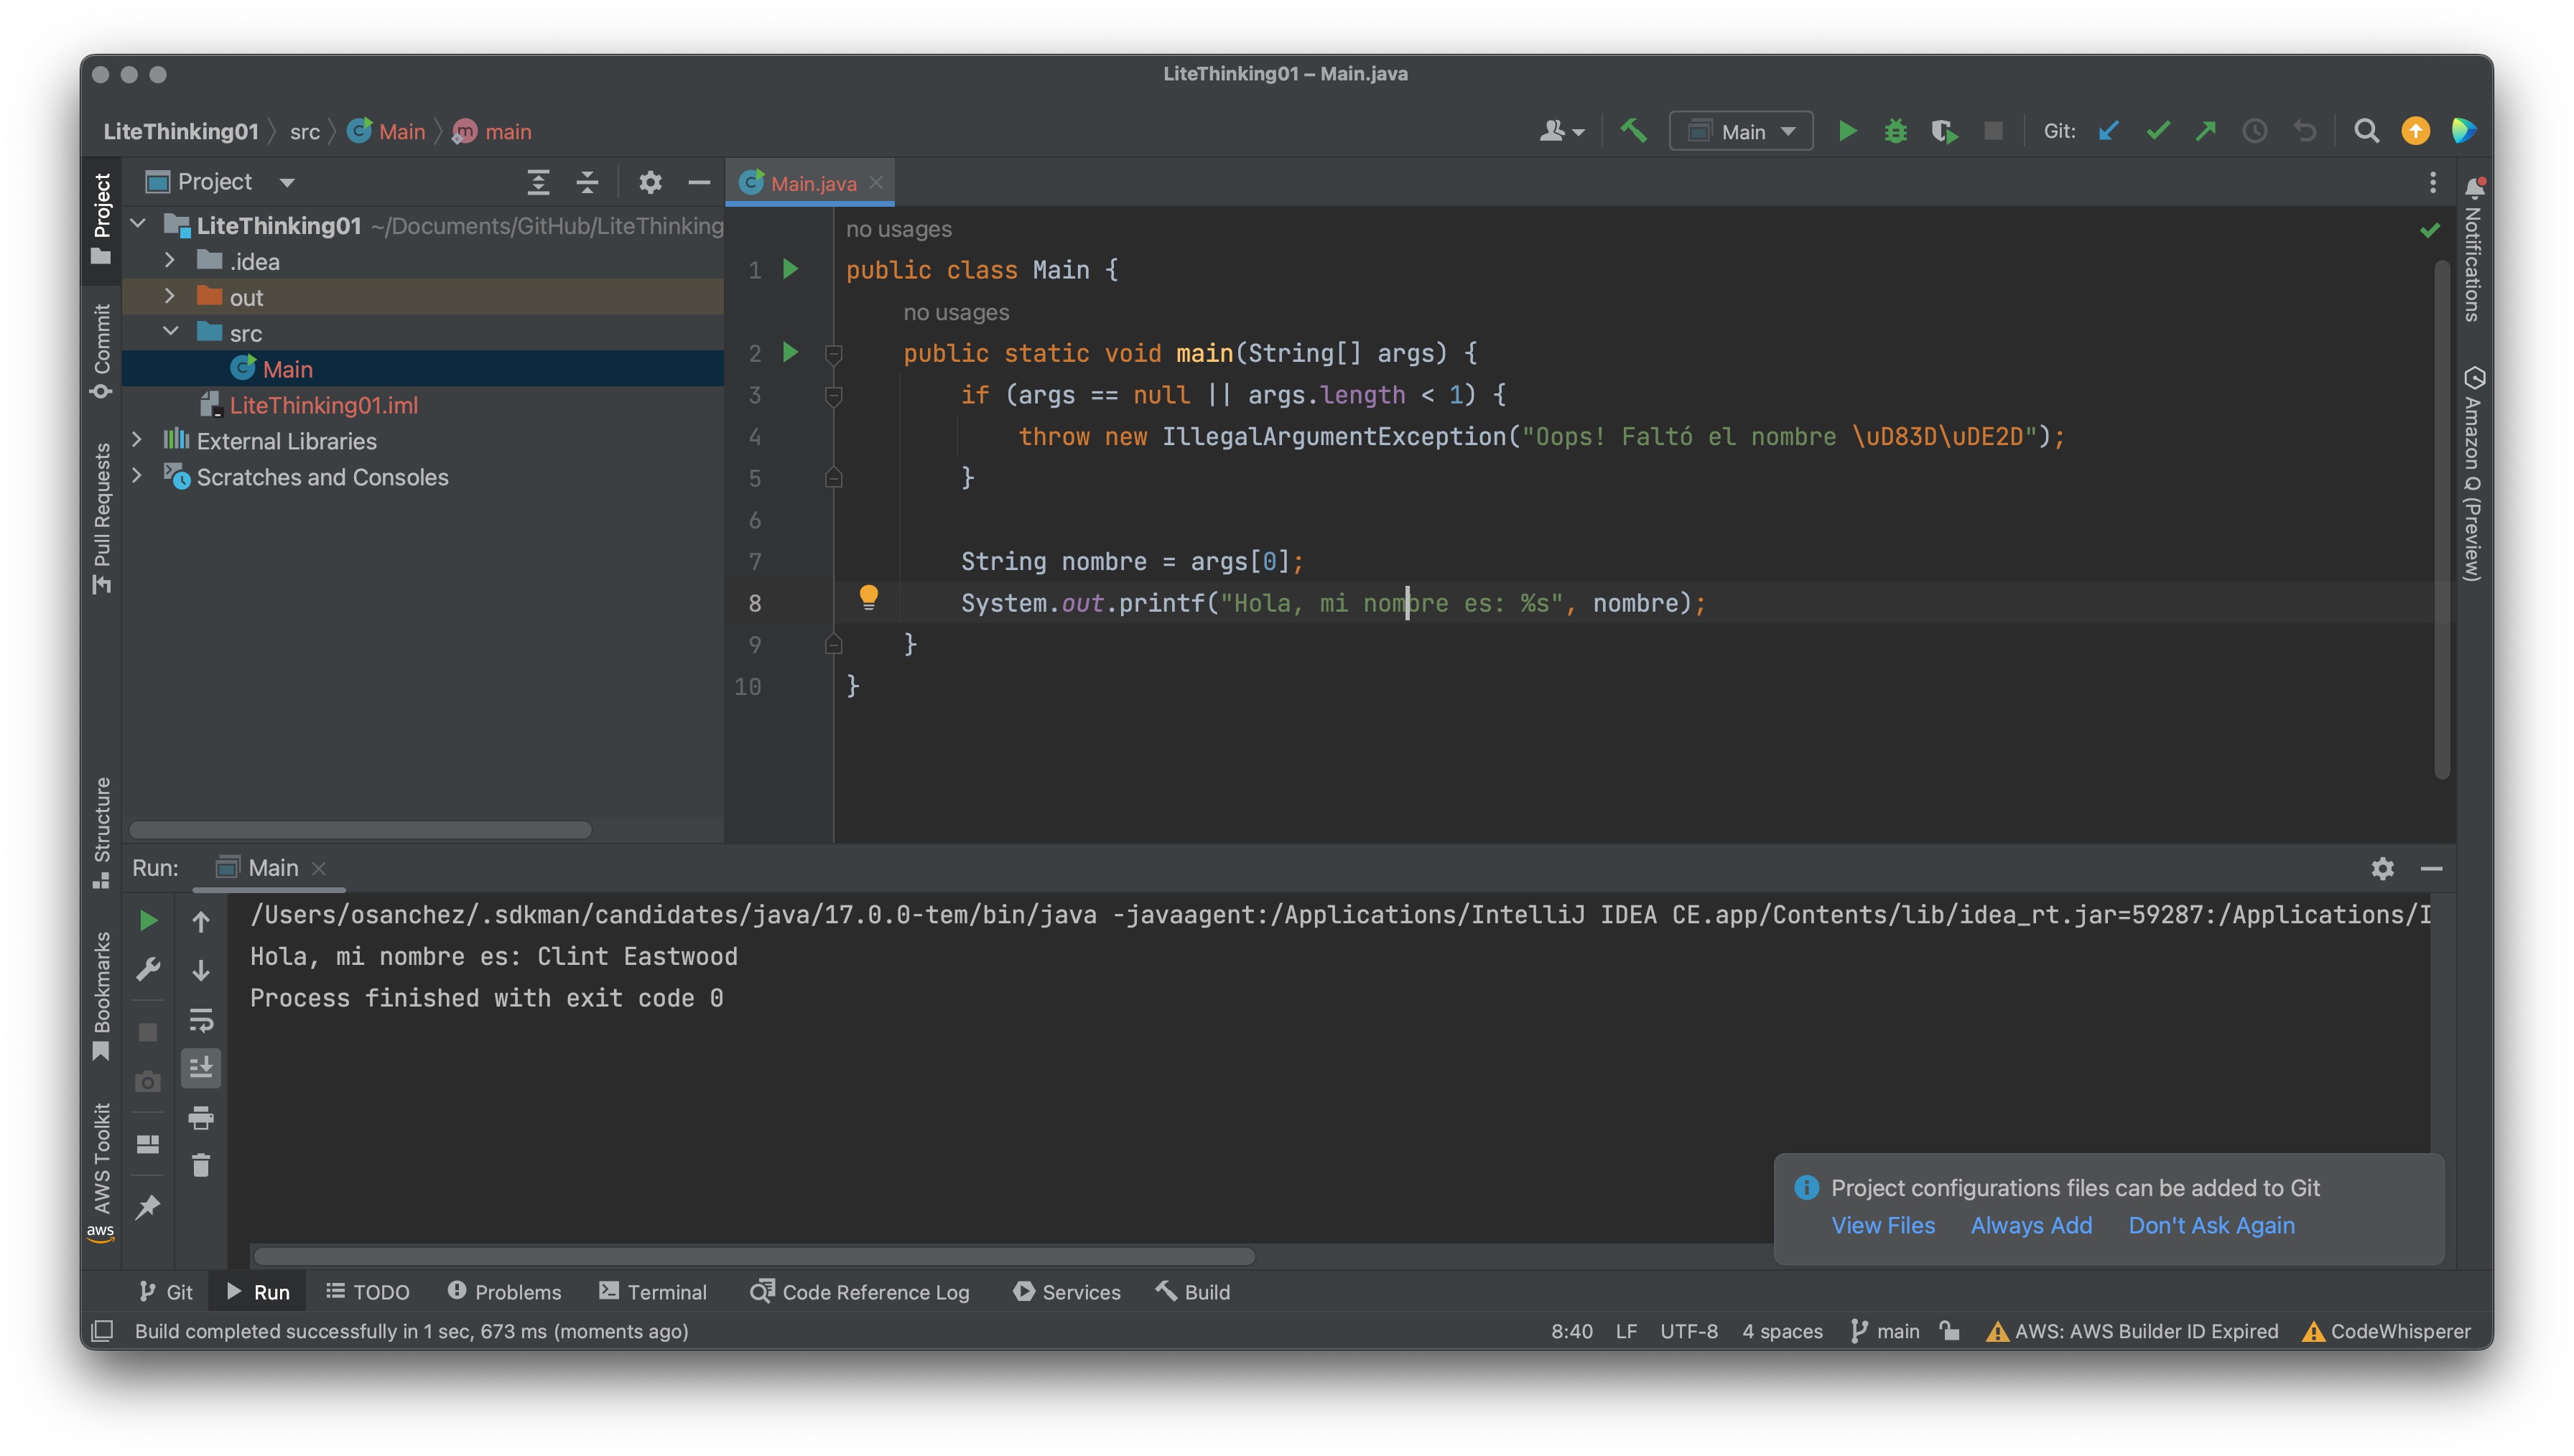 LiteThinking01 – Main.java
LiteThinking01 src Main main
Main Git:
Project
Main.java
LiteThinking01 ~/Documents/GitHub/LiteThinking
.idea
out
src
Main
LiteThinking01.iml
External Libraries
Scratches and Consoles
no usages
1 public class Main {
no usages
2 public static void main(String[] args) {
3 if (args == null || args.length < 1) {
4 throw new IllegalArgumentException("Oops! Faltó el nombre \uD83D\uDE2D");
5 }
6
7 String nombre = args[0];
8 System.out.printf("Hola, mi nombre es: %s", nombre);
9 }
10 }
Project
Commit
Pull Requests
Structure
Bookmarks
AWS Toolkit
aws
Notifications
Amazon Q (Preview)
Run: Main
/Users/osanchez/.sdkman/candidates/java/17.0.0-tem/bin/java -javaagent:/Applications/IntelliJ IDEA CE.app/Contents/lib/idea_rt.jar=59287:/Applications/I
Hola, mi nombre es: Clint Eastwood
Process finished with exit code 0
Project configurations files can be added to Git
View Files Always Add Don't Ask Again
Git Run TODO Problems Terminal Code Reference Log Services Build
Build completed successfully in 1 sec, 673 ms (moments ago) 8:40 LF UTF-8 4 spaces main AWS: AWS Builder ID Expired CodeWhisperer